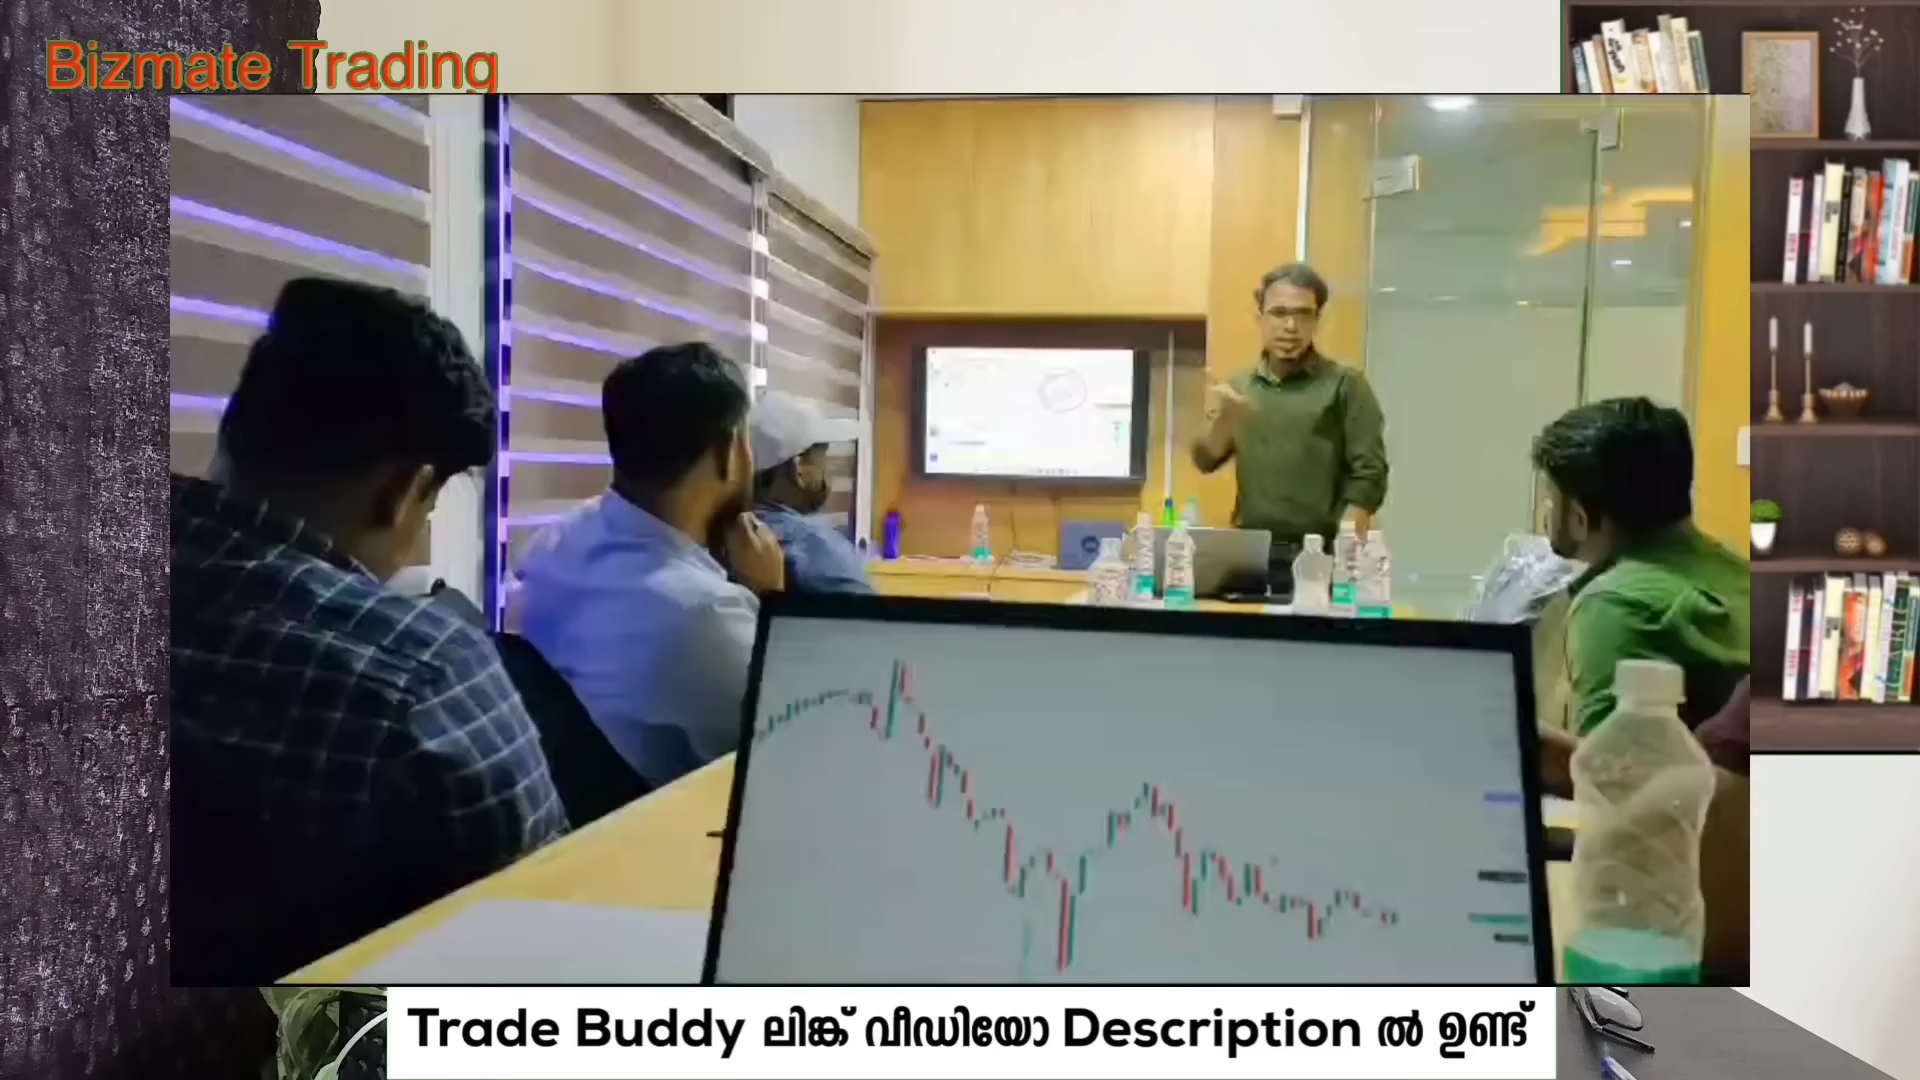 Bizmate Trading
Trade Buddy ലിങ്ക് വീഡിയോ Description ൽ ഉണ്ട്